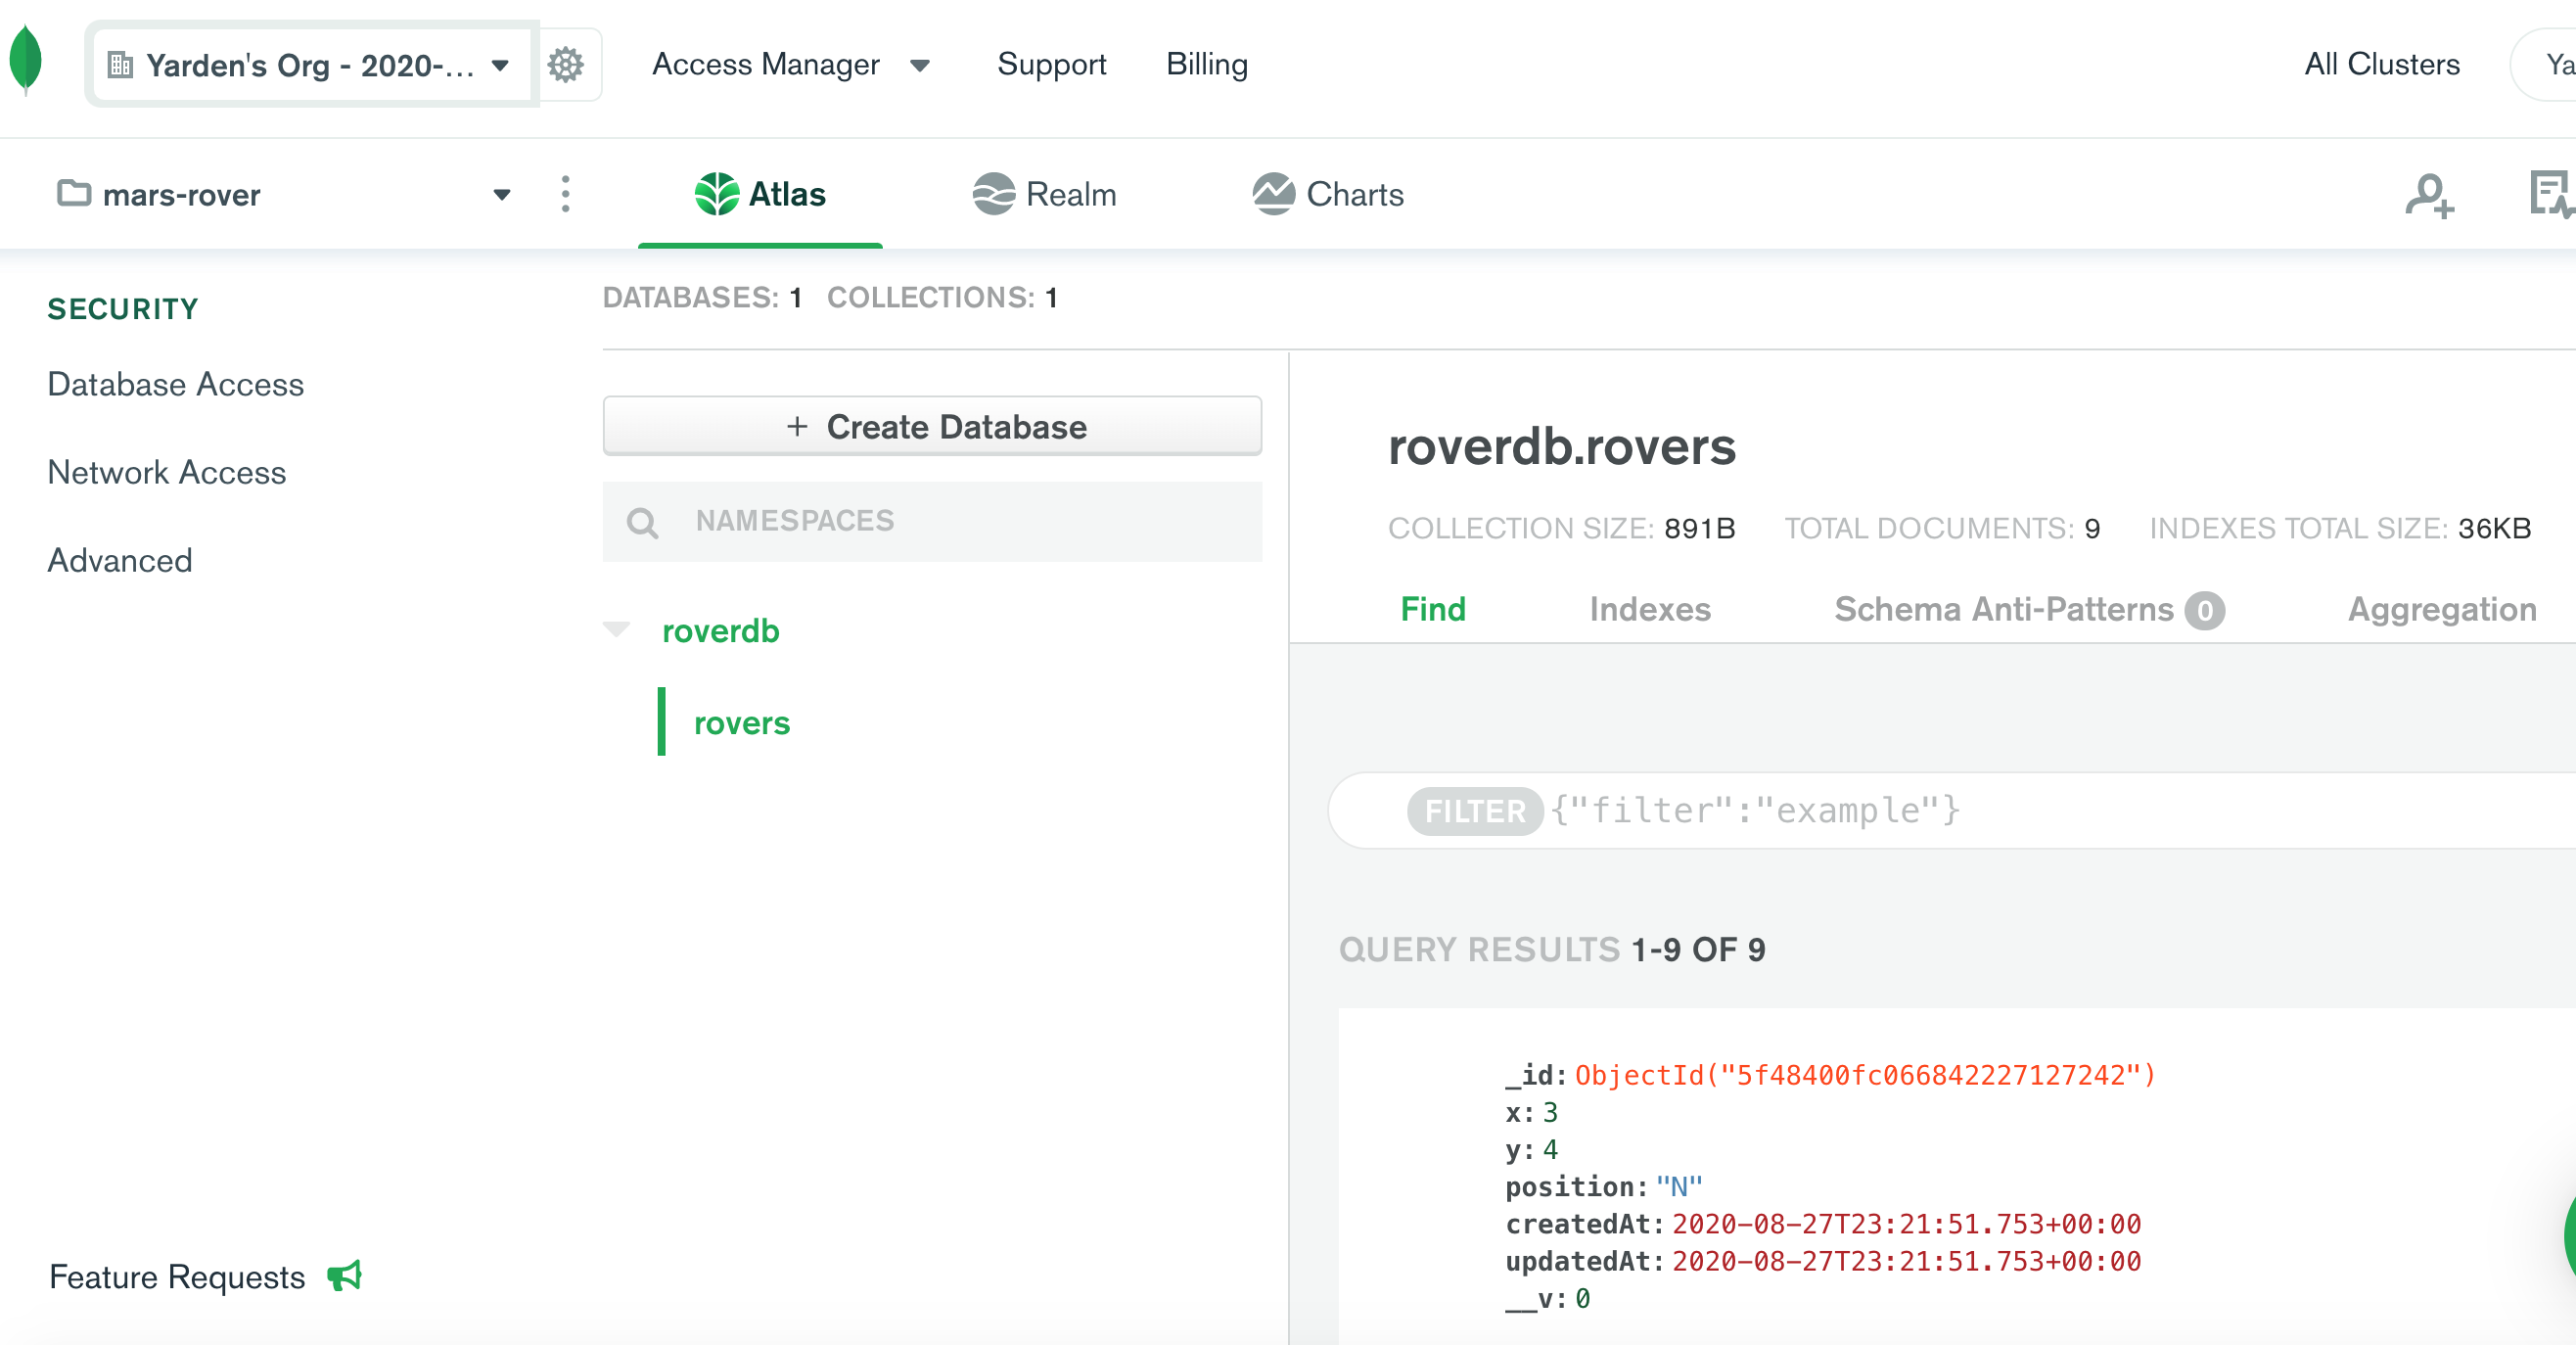 Yarden's Org - 2020-...
Access Manager
Support
Billing
All Clusters
Ya
mars-rover
Atlas
Realm
Charts
SECURITY
Database Access
Network Access
Advanced
Feature Requests
DATABASES: 1 COLLECTIONS: 1
+ Create Database
NAMESPACES
roverdb
rovers
roverdb.rovers
COLLECTION SIZE: 891B TOTAL DOCUMENTS: 9 INDEXES TOTAL SIZE: 36KB
Find Indexes Schema Anti-Patterns 0 Aggregation
FILTER {"filter":"example"}
QUERY RESULTS 1-9 OF 9
_id: ObjectId("5f48400fc066842227127242")
x: 3
y: 4
position: "N"
createdAt: 2020-08-27T23:21:51.753+00:00
updatedAt: 2020-08-27T23:21:51.753+00:00
__v: 0